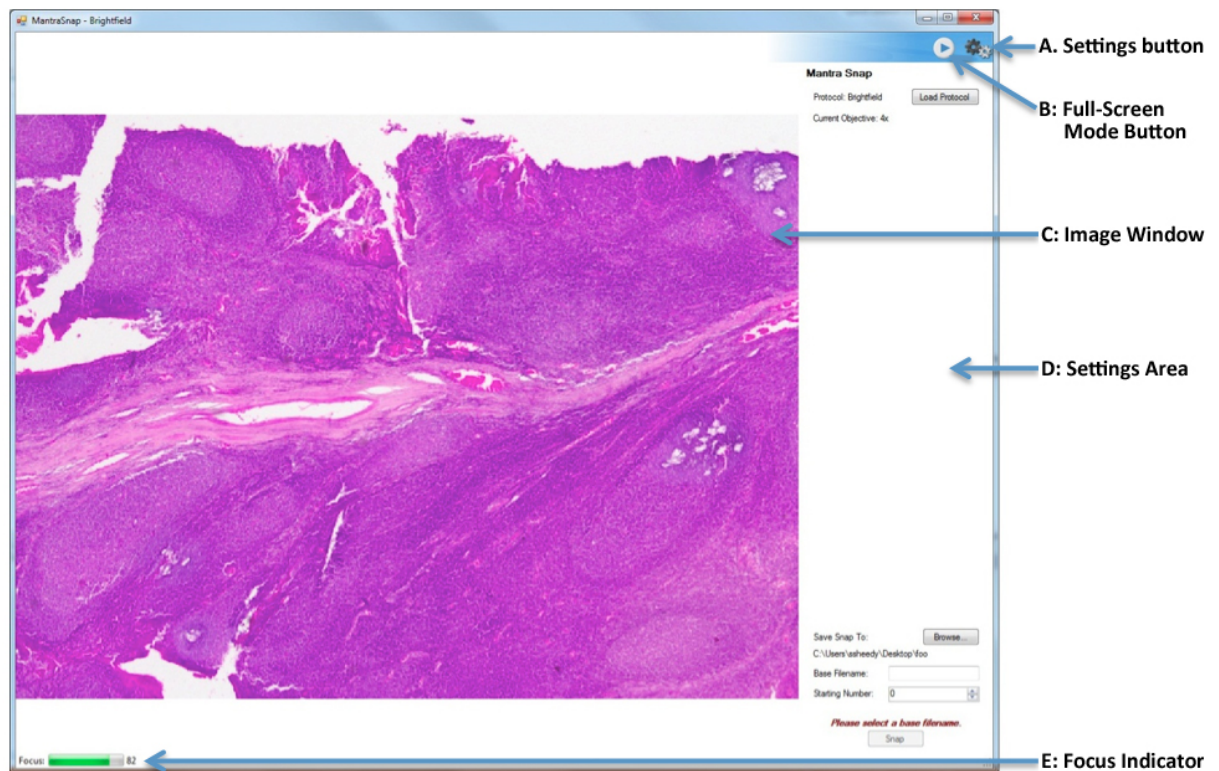 MantraSnap - Brightfield
A. Settings button
Mantra Snap
Protocol: Brightfield Load Protocol
B: Full-Screen
Mode Button
Current Objective: 4x
C: Image Window
D: Settings Area
Save Snap To: Browse...
C:\Users\asheedy\Desktop\foo
Base Filename:
Starting Number: 0
Please select a base filename.
Snap
Focus: 82
E: Focus Indicator